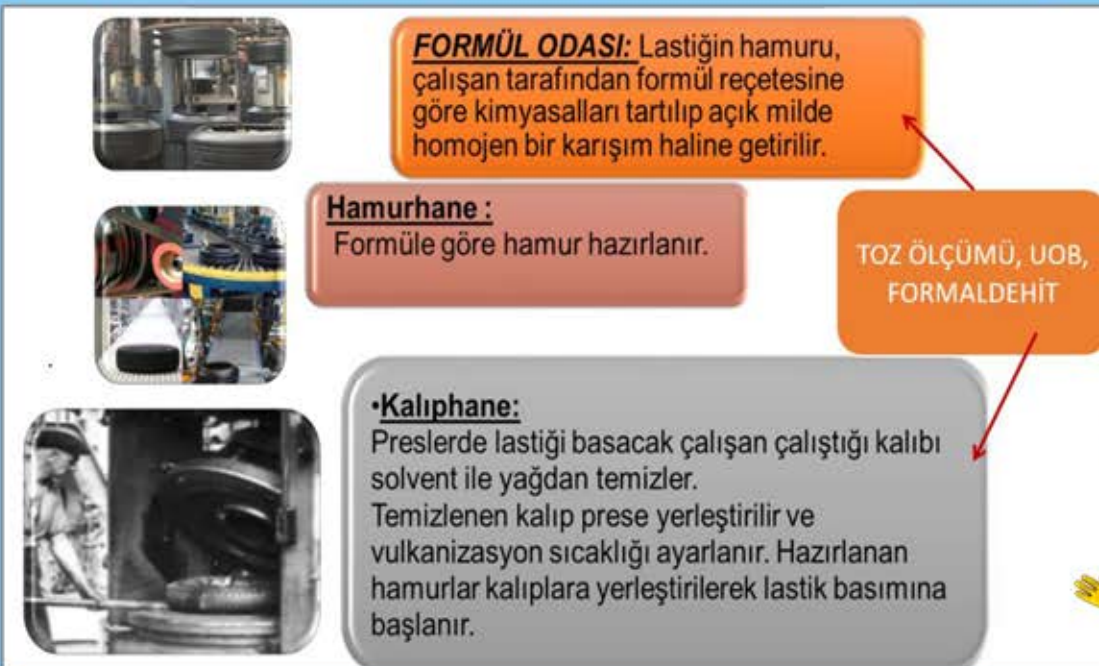 FORMÜL ODASI: Lastiğin hamuru,
çalışan tarafından formül reçetesine
göre kimyasalları tartılıp açık milde
homojen bir karışım haline getirilir.
Hamurhane :
Formüle göre hamur hazırlanır.
TOZ ÖLÇÜMÜ, UOB,
FORMALDEHİT
•Kalıphane:
Preslerde lastiği basacak çalışan çalıştığı kalıbı
solvent ile yağdan temizler.
Temizlenen kalıp prese yerleştirilir ve
vulkanizasyon sıcaklığı ayarlanır. Hazırlanan
hamurlar kalıplara yerleştirilerek lastik basımına
başlanır.